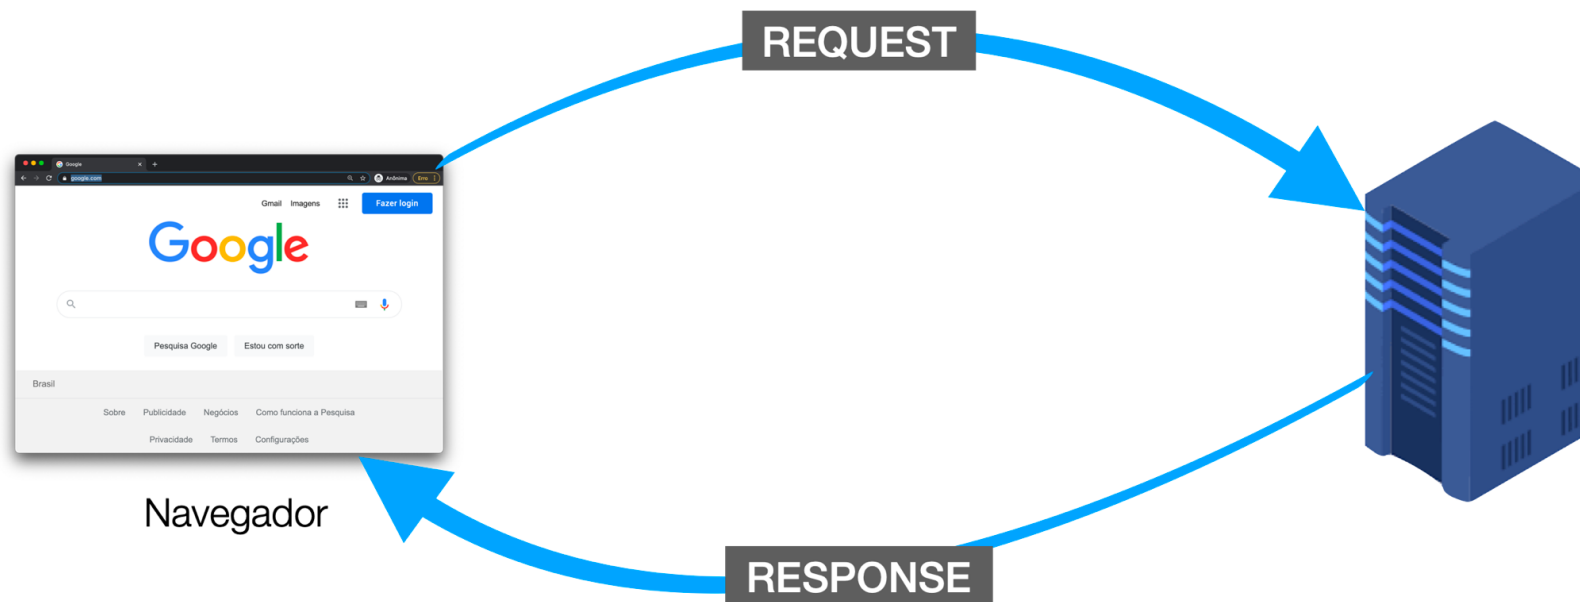 REQUEST
Google
google.com
Anônima
Erro
Gmail Imagens
Fazer login
Google
Pesquisa Google Estou com sorte
Brasil
Sobre Publicidade Negócios Como funciona a Pesquisa
Privacidade Termos Configurações
Navegador
RESPONSE